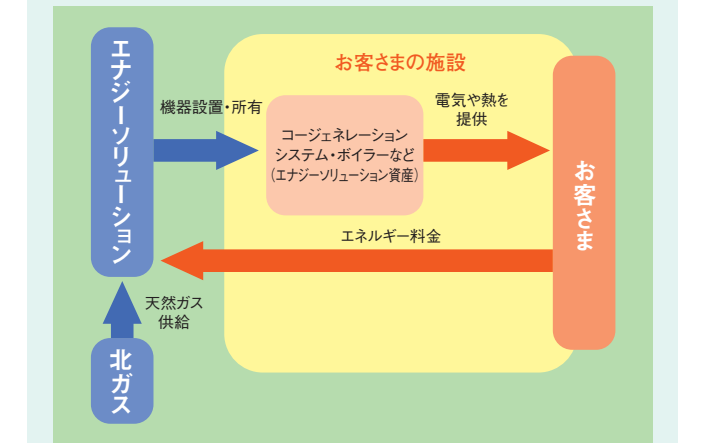 エナジーソリューション
お客さまの施設
機器設置・所有
コージェネレーション
システム・ボイラーなど
(エナジーソリューション資産)
電気や熱を
提供
お客さま
エネルギー料金
天然ガス
供給
北ガス